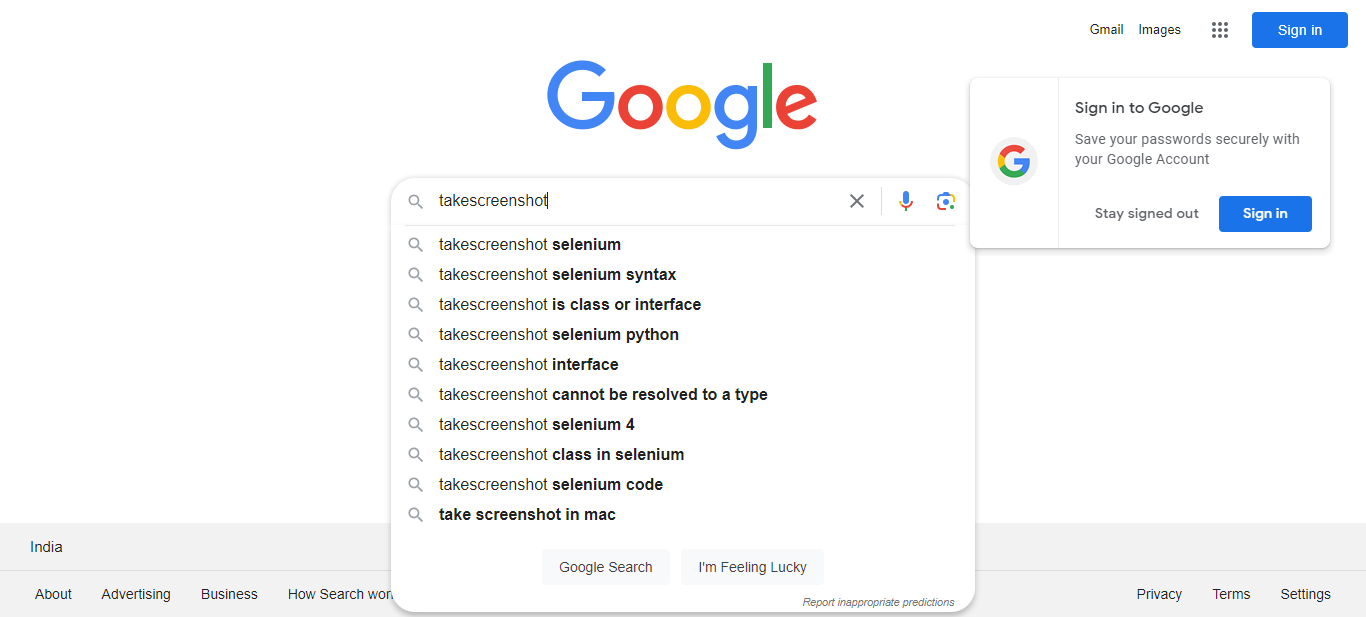 Gmail Images Sign in
Google
Sign in to Google
Save your passwords securely with
your Google Account
Stay signed out Sign in
takescreenshot
takescreenshot selenium
takescreenshot selenium syntax
takescreenshot is class or interface
takescreenshot selenium python
takescreenshot interface
takescreenshot cannot be resolved to a type
takescreenshot selenium 4
takescreenshot class in selenium
takescreenshot selenium code
take screenshot in mac
Google Search I'm Feeling Lucky
Report inappropriate predictions
India
About Advertising Business How Search wor
Privacy Terms Settings